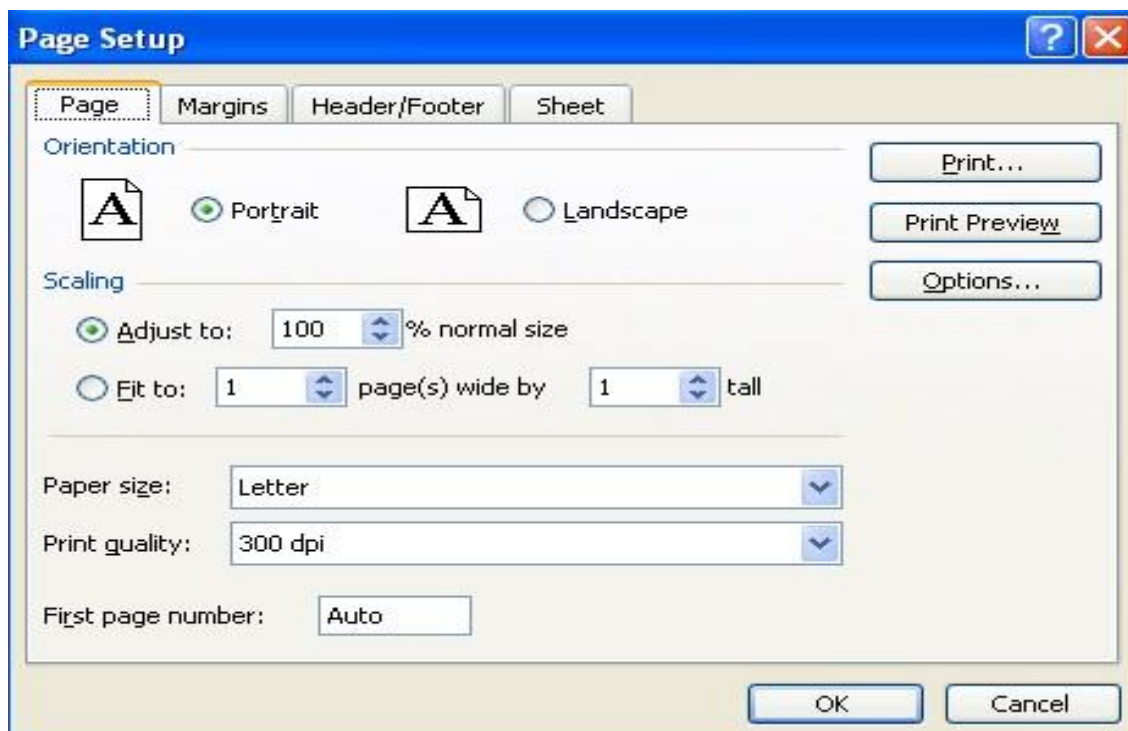 Page Setup ?
Page Margins Header/Footer Sheet
Orientation
Print...
A Portrait A Landscape
Print Preview
Scaling
Options...
Adjust to: 100 % normal size
Fit to: 1 page(s) wide by 1 tall
Paper size: Letter
Print quality: 300 dpi
First page number: Auto
OK Cancel